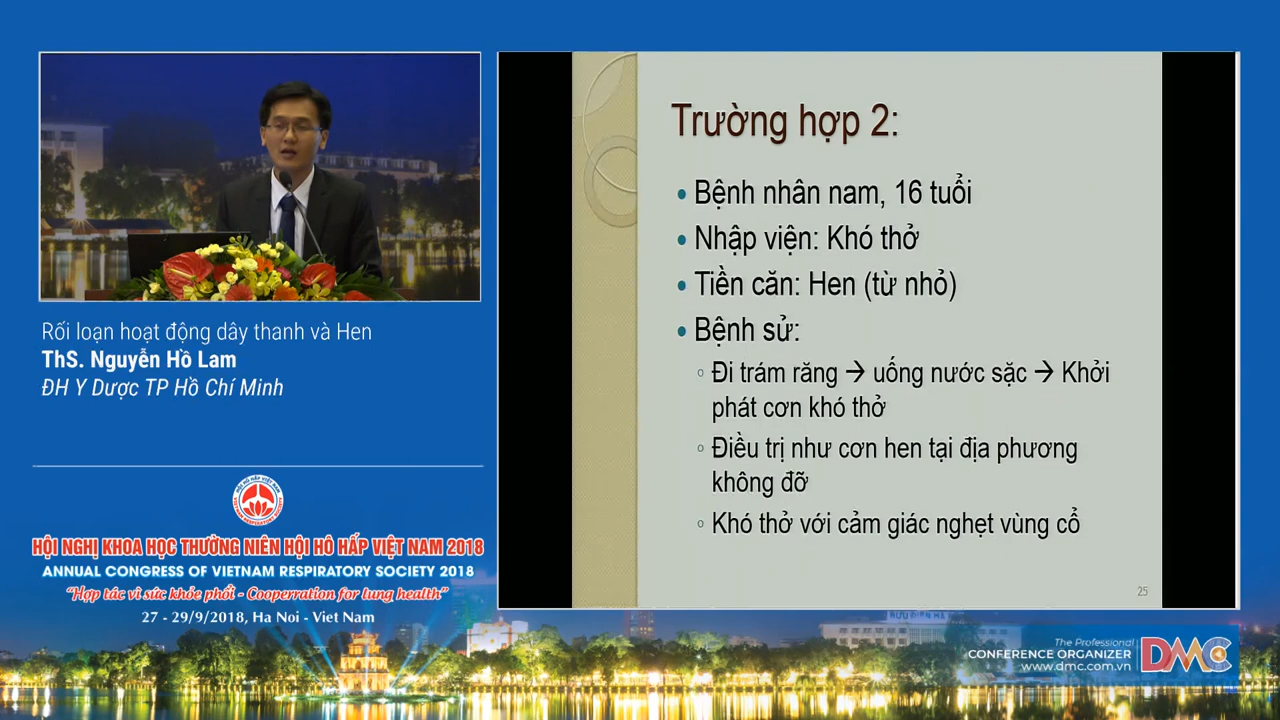 Rối loạn hoạt động dây thanh và Hen
ThS. Nguyễn Hồ Lam
ĐH Y Dược TP Hồ Chí Minh
HỘI HÔ HẤP VIỆT NAM
HỘI NGHỊ KHOA HỌC THƯỜNG NIÊN HỘI HÔ HẤP VIỆT NAM 2018
ANNUAL CONGRESS OF VIETNAM RESPIRATORY SOCIETY 2018
"Hợp tác vì sức khỏe phổi - Cooperration for lung health"
27 - 29/9/2018, Ha Noi - Viet Nam
Trường hợp 2:
• Bệnh nhân nam, 16 tuổi
• Nhập viện: Khó thở
• Tiền căn: Hen (từ nhỏ)
• Bệnh sử:
◦ Đi trám răng → uống nước sặc → Khởi
phát cơn khó thở
◦ Điều trị như cơn hen tại địa phương
không đỡ
◦ Khó thở với cảm giác nghẹt vùng cổ
25
The Professional
CONFERENCE ORGANIZER
www.dmc.com.vn
DMC